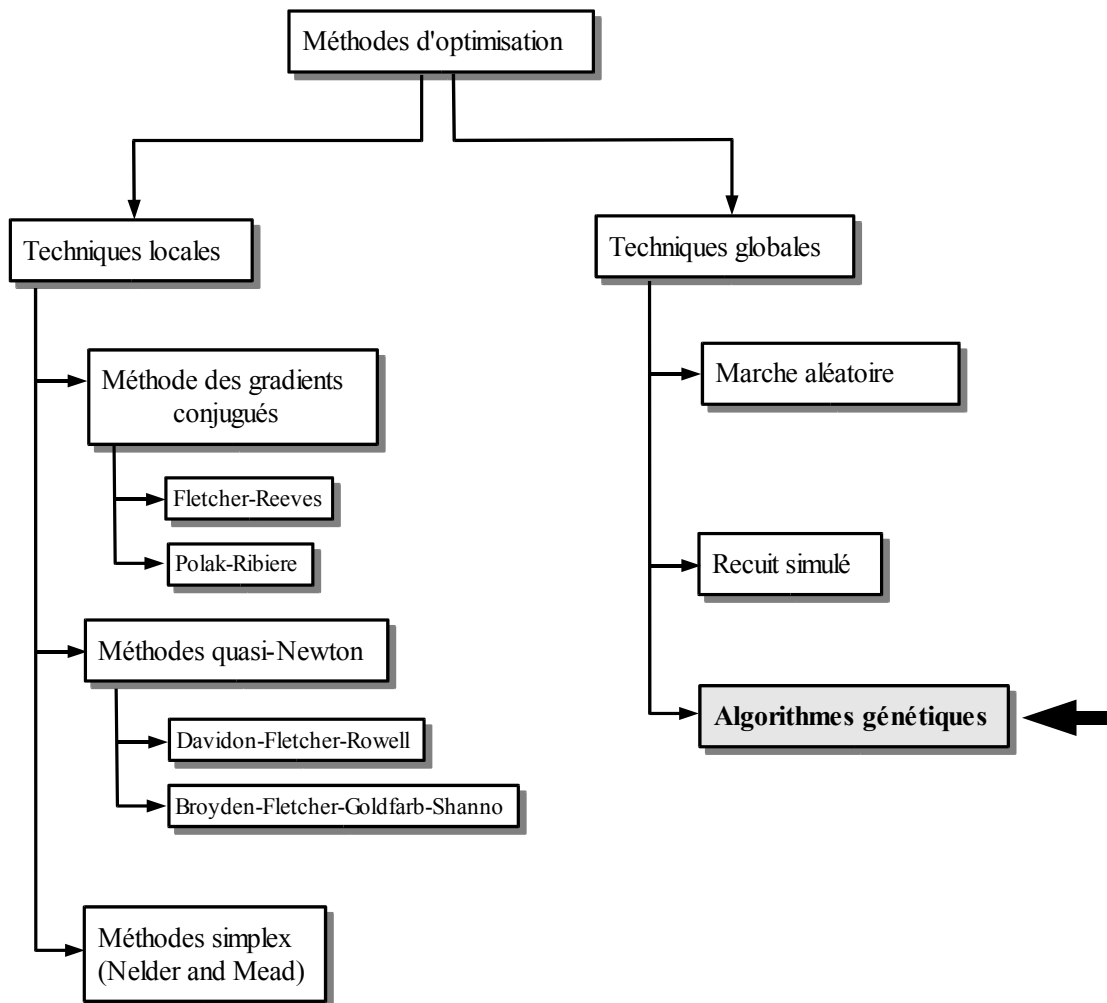 Méthodes d'optimisation
Techniques locales
Méthode des gradients
conjugués
Fletcher-Reeves
Polak-Ribiere
Méthodes quasi-Newton
Davidon-Fletcher-Rowell
Broyden-Fletcher-Goldfarb-Shanno
Méthodes simplex
(Nelder and Mead)
Techniques globales
Marche aléatoire
Recuit simulé
Algorithmes génétiques